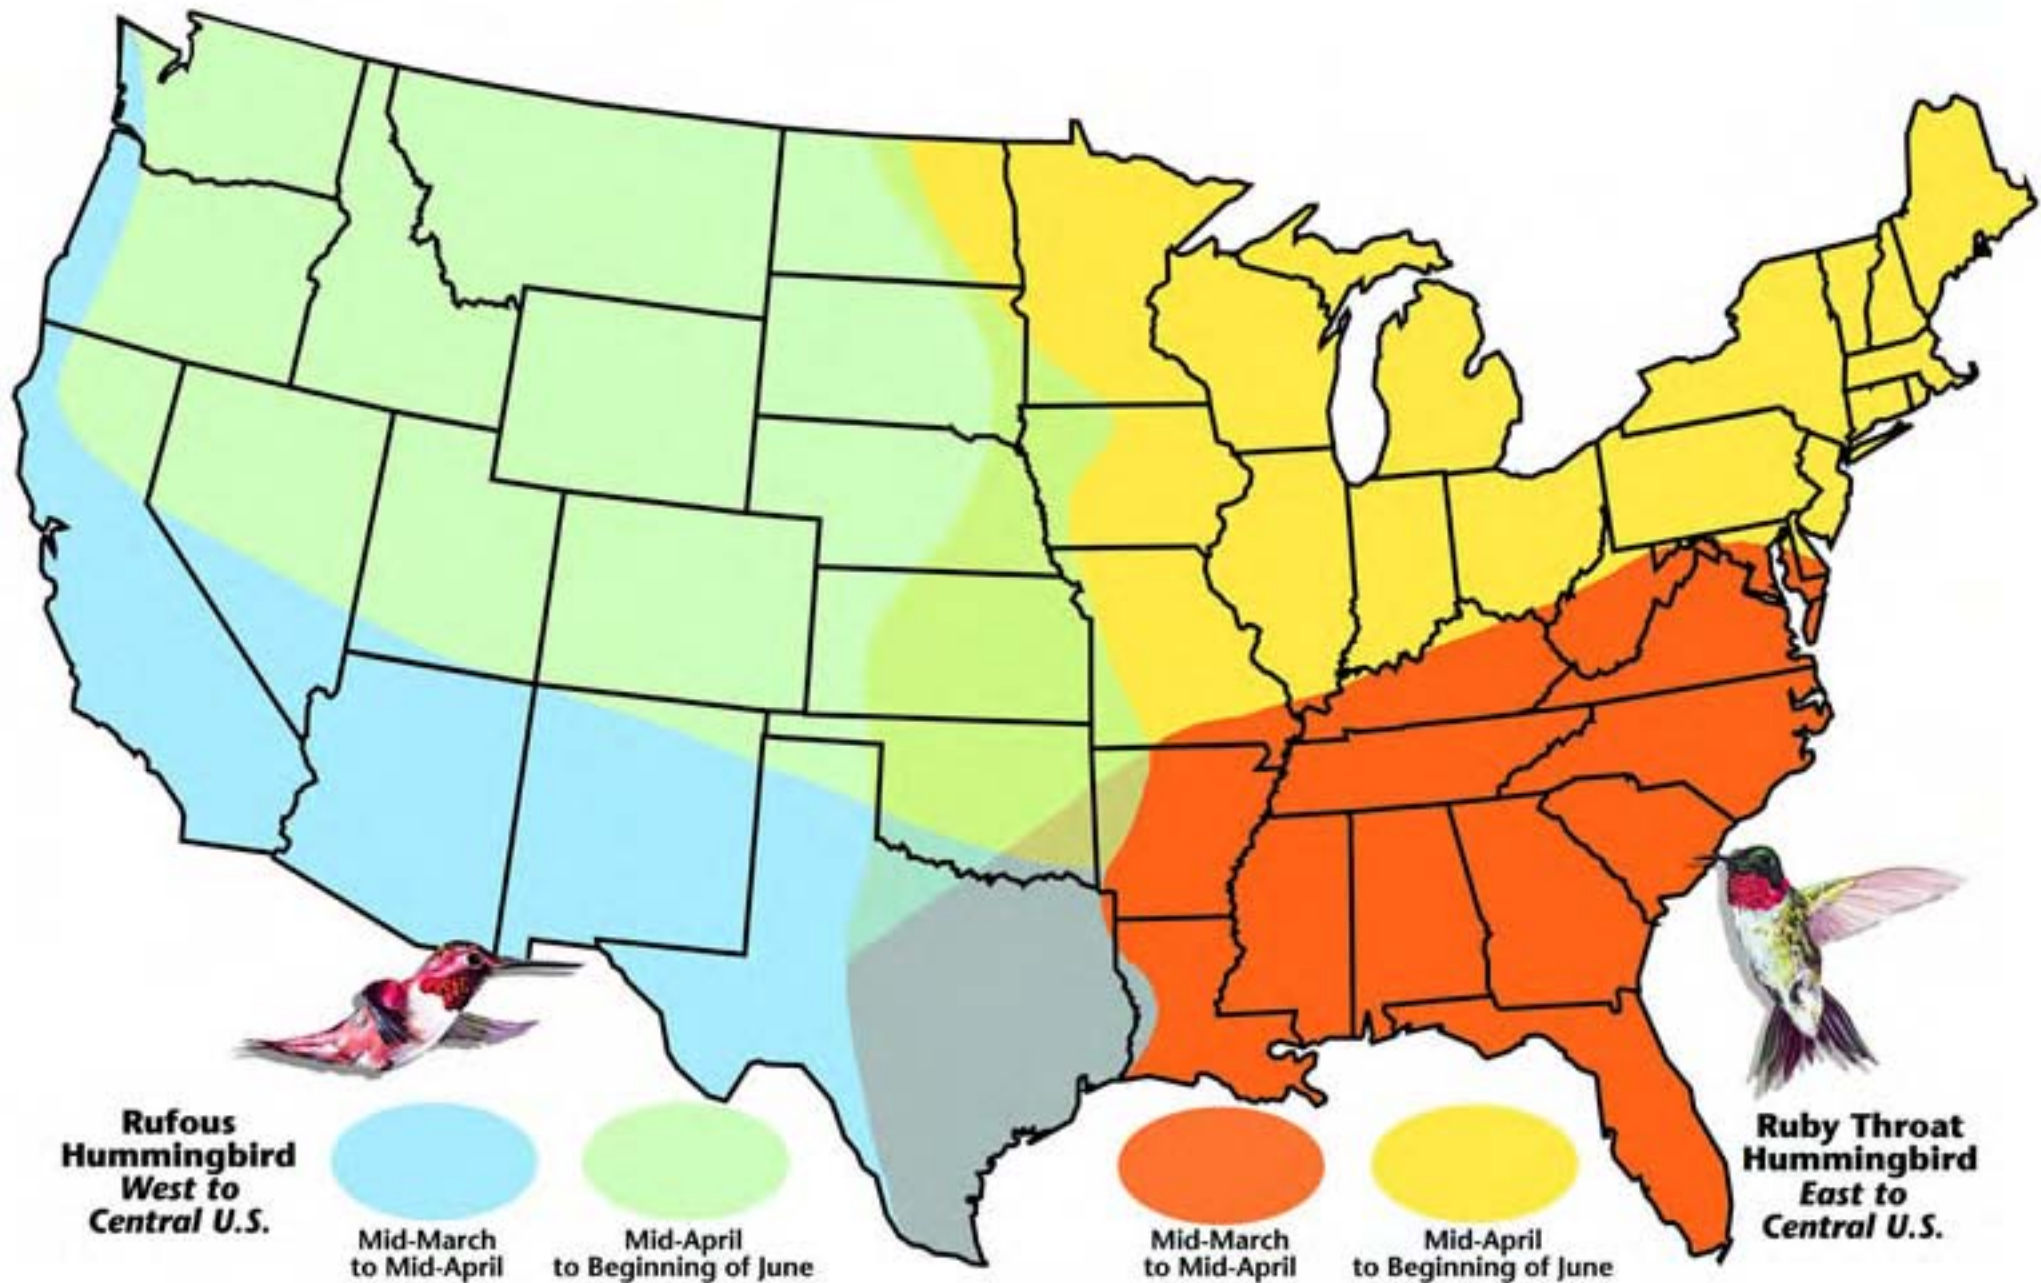 Rufous
Hummingbird
West to
Central U.S.
Mid-March
to Mid-April
Mid-April
to Beginning of June
Mid-March
to Mid-April
Mid-April
to Beginning of June
Ruby Throat
Hummingbird
East to
Central U.S.